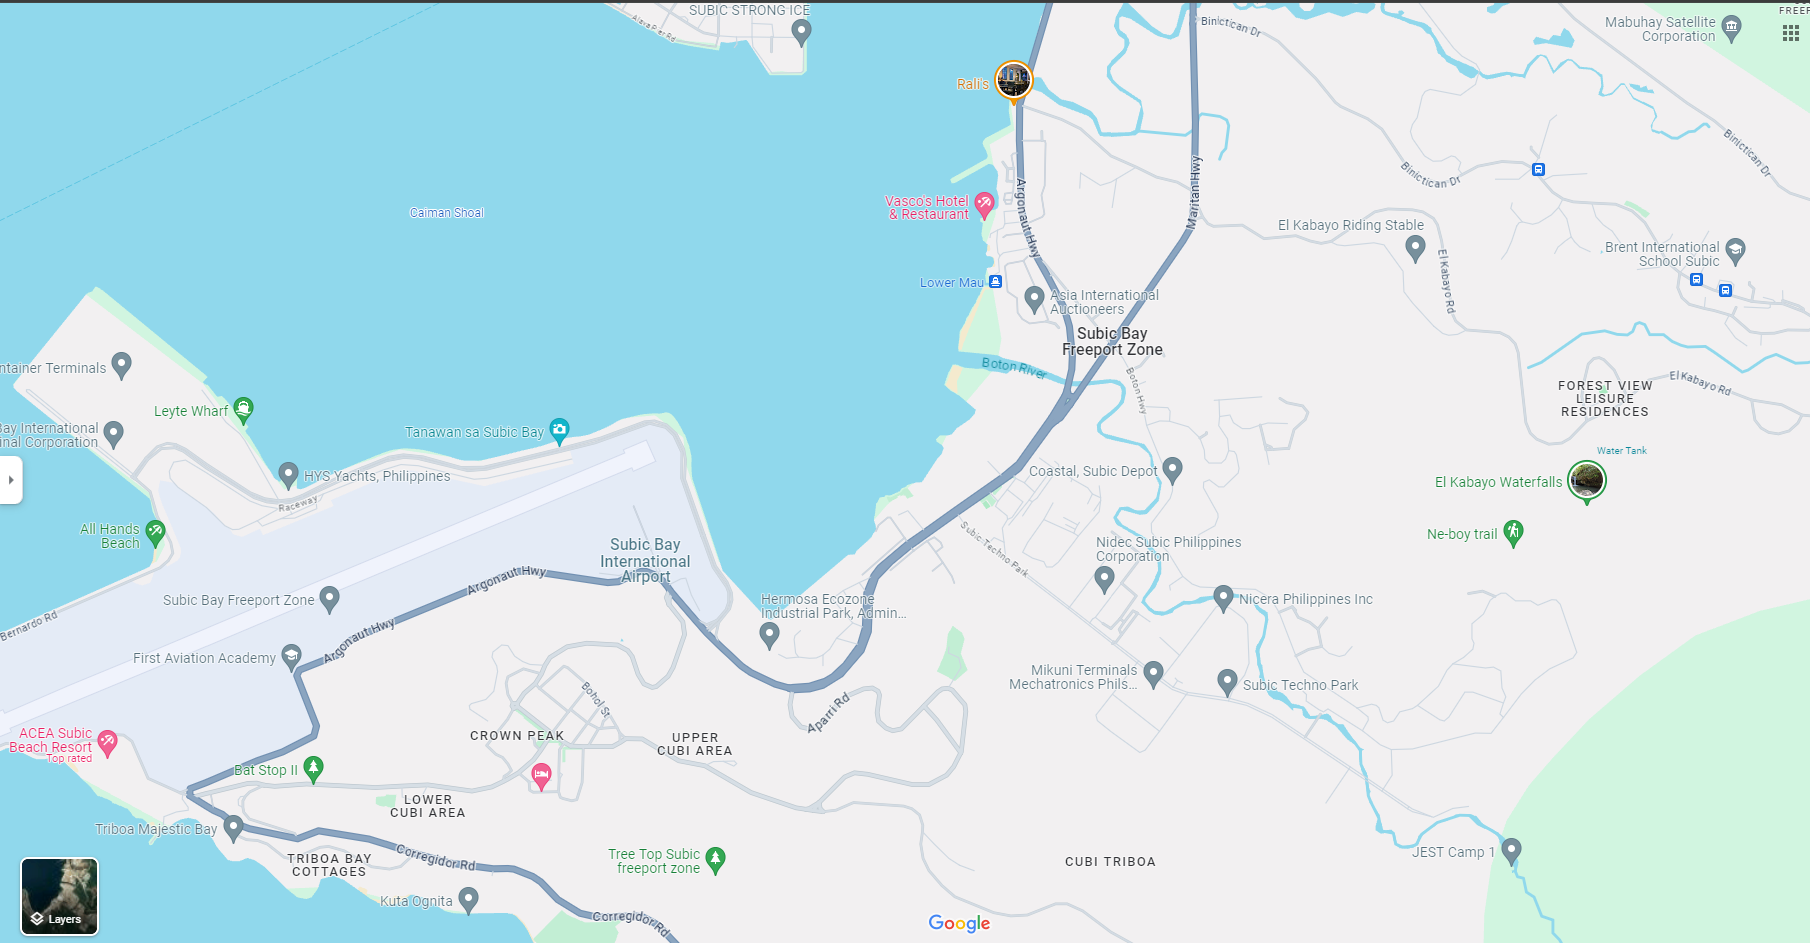 SUBIC STRONG ICE
Alava Pier Rd
Binictican Dr
Mabuhay Satellite
Corporation
FREEP
Rali's
Binictican Dr
Binictican Dr
Maritan Hwy
Argonaut Hwy
Vasco's Hotel
& Restaurant
Caiman Shoal
El Kabayo Riding Stable
Brent International
School Subic
El Kabayo Rd
Lower Mau
Asia International
Auctioneers
Subic Bay
Freeport Zone
Boton River
Boton Hwy
ntainer Terminals
El Kabayo Rd
FOREST VIEW
LEISURE
RESIDENCES
Leyte Wharf
Bay International
inal Corporation
Tanawan sa Subic Bay
Water Tank
Coastal, Subic Depot
HYS Yachts, Philippines
El Kabayo Waterfalls
Raceway
All Hands
Beach
Ne-boy trail
Subic Techno Park
Subic Bay
International
Airport
Nidec Subic Philippines
Corporation
Argonaut Hwy
Subic Bay Freeport Zone
Hermosa Ecozone
Industrial Park, Admin...
Nicera Philippines Inc
Bernardo Rd
Argonaut Hwy
First Aviation Academy
Mikuni Terminals
Mechatronics Phils...
Subic Techno Park
Bohol St
Aparri Rd
ACEA Subic
Beach Resort
Top rated
CROWN PEAK
UPPER
CUBI AREA
Bat Stop II
LOWER
CUBI AREA
Triboa Majestic Bay
TRIBOA BAY
COTTAGES
Corregidor Rd
Tree Top Subic
freeport zone
CUBI TRIBOA
JEST Camp 1
Kuta Ognita
Corregidor Rd
Layers
Google